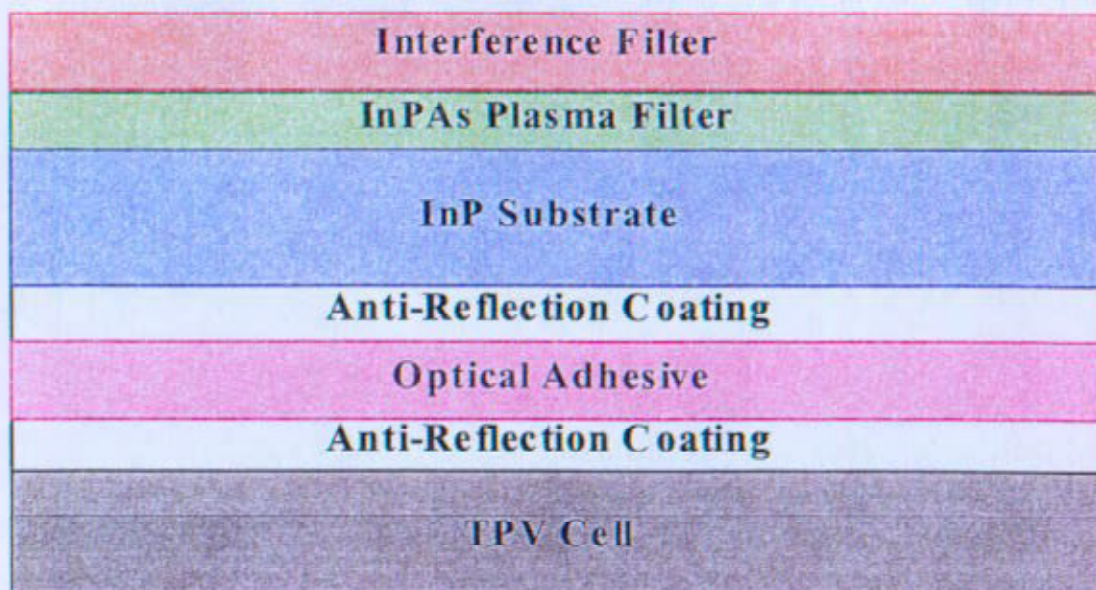 Interference Filter
InPAs Plasma Filter
InP Substrate
Anti-Reflection Coating
Optical Adhesive
Anti-Reflection Coating
TPV Cell